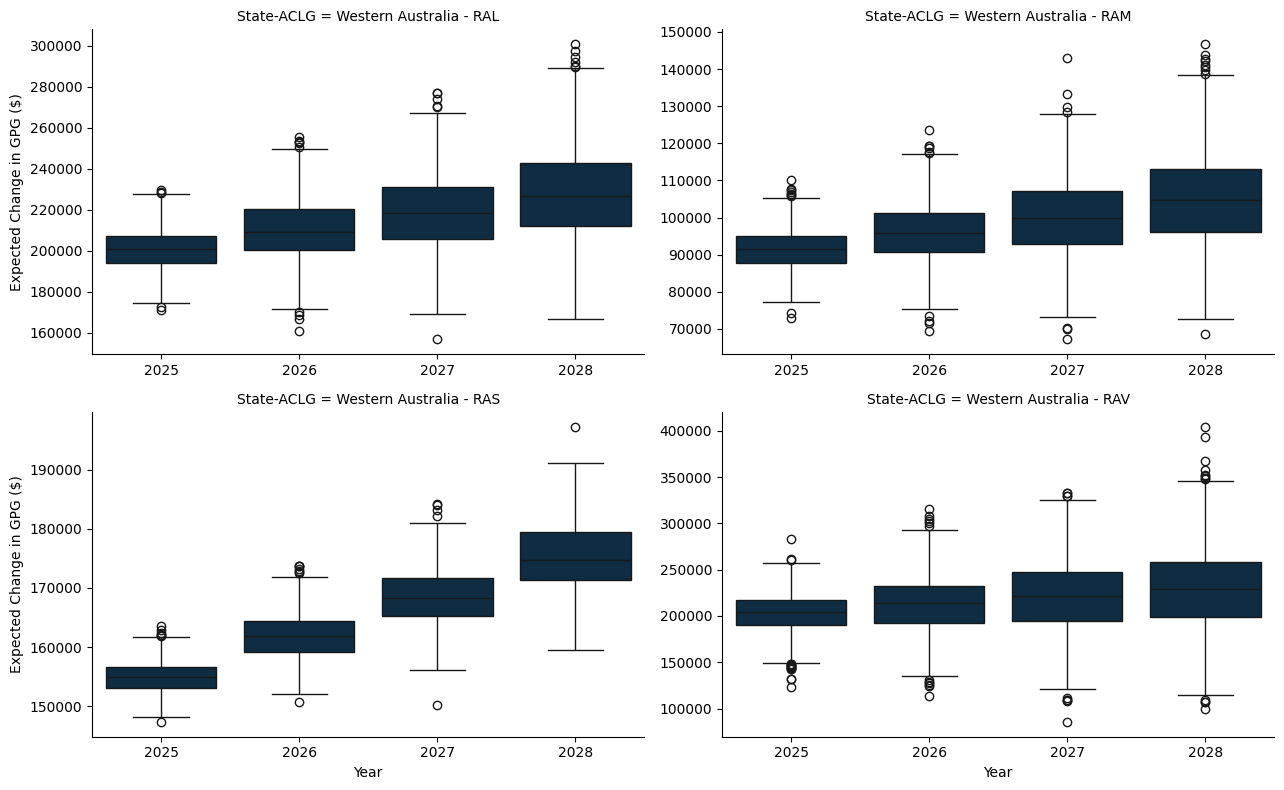 State-ACLG = Western Australia - RAL
Expected Change in GPG ($)
300000
280000
260000
240000
220000
200000
180000
160000
2025 2026 2027 2028
State-ACLG = Western Australia - RAM
150000
140000
130000
120000
110000
100000
90000
80000
70000
2025 2026 2027 2028
State-ACLG = Western Australia - RAS
Expected Change in GPG ($)
190000
180000
170000
160000
150000
2025 2026 2027 2028
Year
State-ACLG = Western Australia - RAV
400000
350000
300000
250000
200000
150000
100000
2025 2026 2027 2028
Year